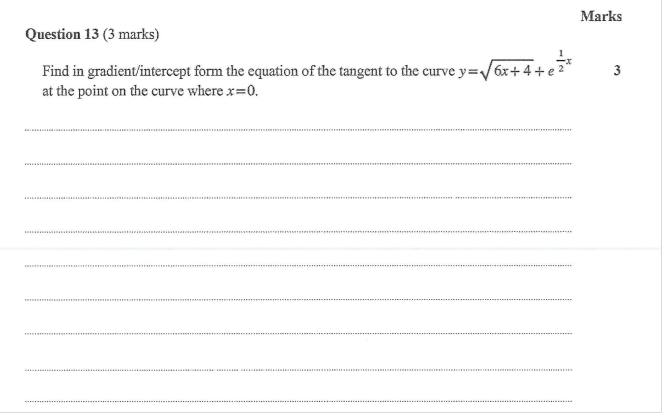 Marks
Question 13 (3 marks)
Find in gradient/intercept form the equation of the tangent to the curve y=√6x+4+e^{\frac{1}{2}x} 3
at the point on the curve where x=0.